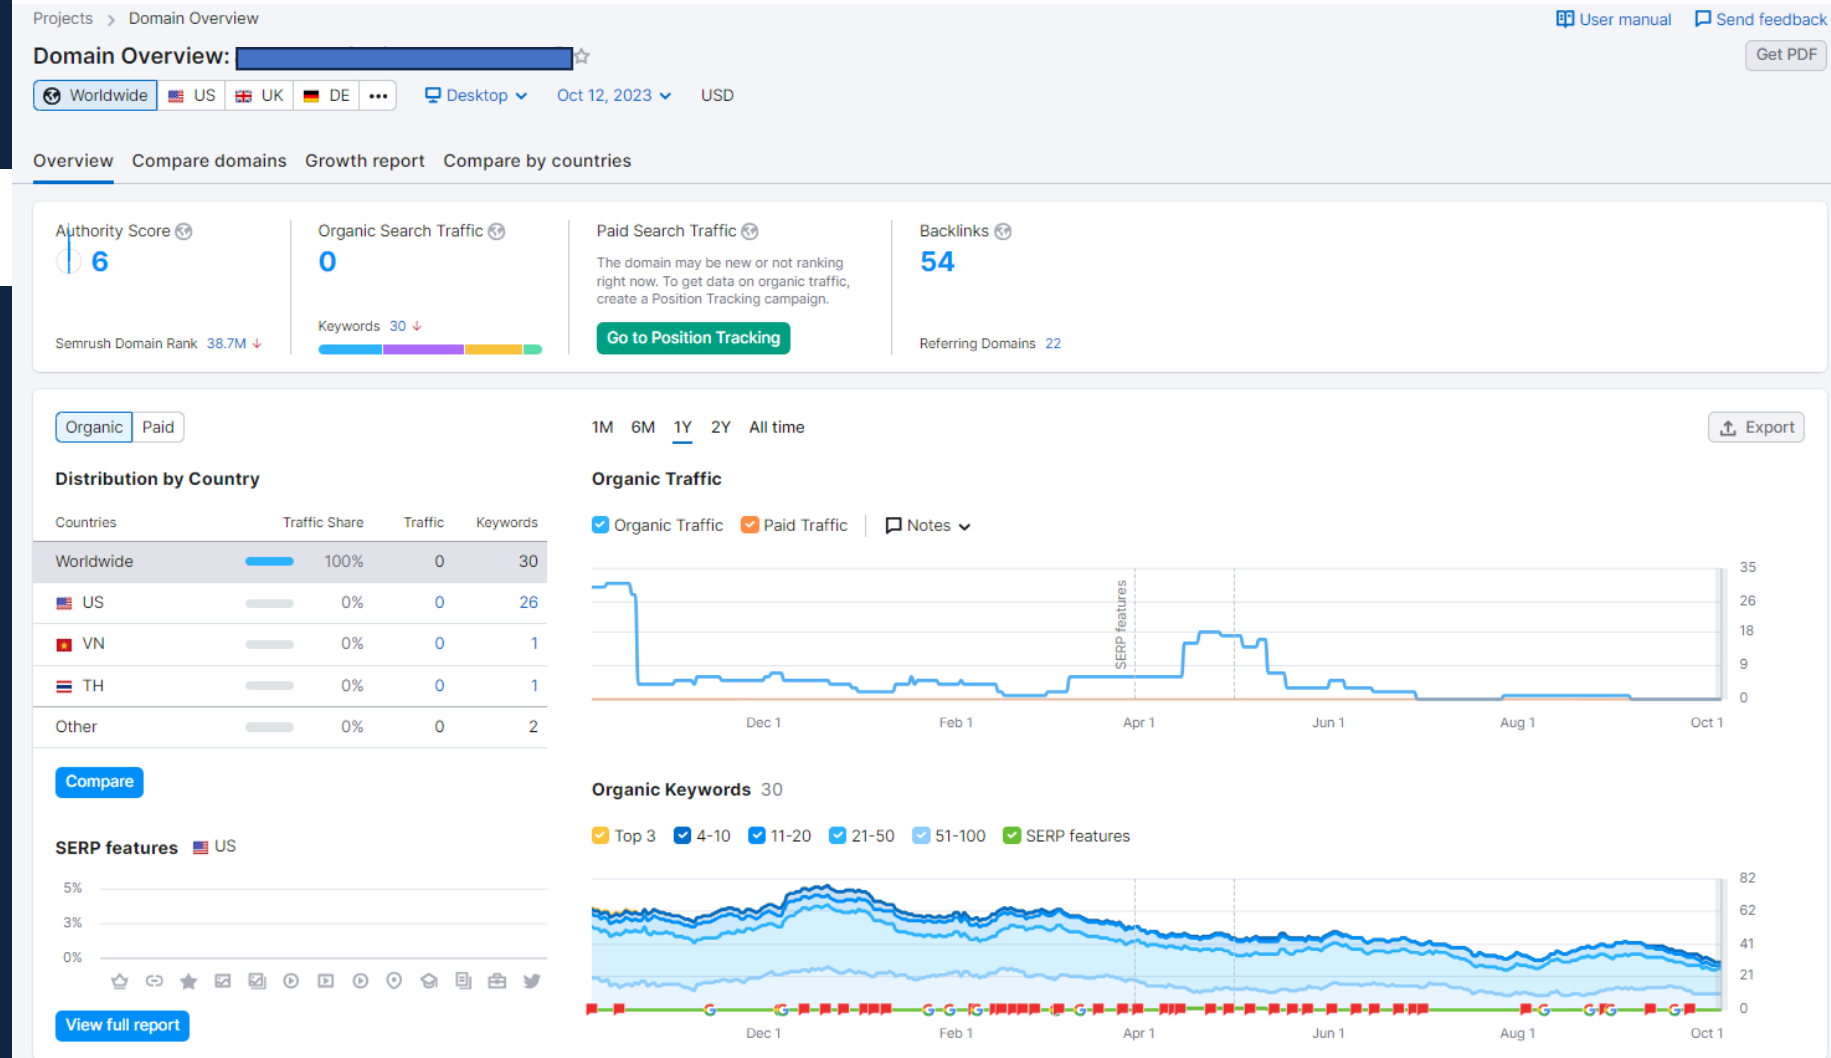 Projects > Domain Overview
User manual
Send feedback
Domain Overview:
Get PDF
Worldwide US UK DE •••
Desktop
Oct 12, 2023
USD
Overview Compare domains Growth report Compare by countries
Authority Score
6
Semrush Domain Rank 38.7M ↓
Organic Search Traffic
0
Keywords 30 ↓
Paid Search Traffic
The domain may be new or not ranking
right now. To get data on organic traffic,
create a Position Tracking campaign.
Go to Position Tracking
Backlinks
54
Referring Domains 22
Organic Paid
Distribution by Country
Countries Traffic Share Traffic Keywords
Worldwide 100% 0 30
US 0% 0 26
VN 0% 0 1
TH 0% 0 1
Other 0% 0 2
Compare
SERP features US
5%
3%
0%
View full report
1M 6M 1Y 2Y All time
Export
Organic Traffic
Organic Traffic Paid Traffic Notes
SERP features
35
26
18
9
0
Dec 1 Feb 1 Apr 1 Jun 1 Aug 1 Oct 1
Organic Keywords 30
Top 3 4-10 11-20 21-50 51-100 SERP features
82
62
41
21
0
Dec 1 Feb 1 Apr 1 Jun 1 Aug 1 Oct 1